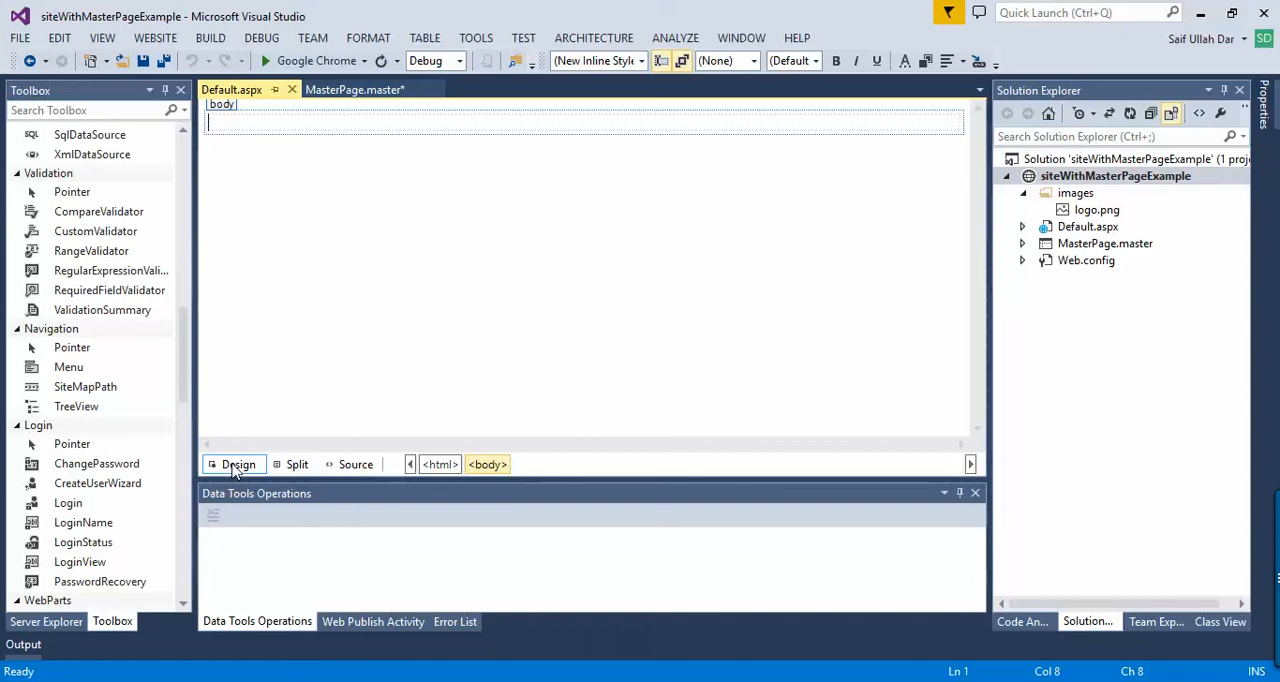 siteWithMasterPageExample - Microsoft Visual Studio
Quick Launch (Ctrl+Q)
FILE EDIT VIEW WEBSITE BUILD DEBUG TEAM FORMAT TABLE TOOLS TEST ARCHITECTURE ANALYZE WINDOW HELP
Saif Ullah Dar SD
Google Chrome Debug (New Inline Style (None) (Default B I U A
Toolbox
Default.aspx MasterPage.master*
Solution Explorer
Properties
Search Toolbox
body
Search Solution Explorer (Ctrl+;)
SqlDataSource
XmlDataSource
Validation
Pointer
CompareValidator
CustomValidator
RangeValidator
RegularExpressionVali...
RequiredFieldValidator
ValidationSummary
Navigation
Pointer
Menu
SiteMapPath
TreeView
Login
Pointer
ChangePassword
CreateUserWizard
Login
LoginName
LoginStatus
LoginView
PasswordRecovery
WebParts
Solution 'siteWithMasterPageExample' (1 proj
siteWithMasterPageExample
images
logo.png
Default.aspx
MasterPage.master
Web.config
Design Split Source <html> <body>
Data Tools Operations
Server Explorer Toolbox
Data Tools Operations Web Publish Activity Error List
Code An... Solution... Team Exp... Class View
Output
Ready Ln 1 Col 8 Ch 8 INS